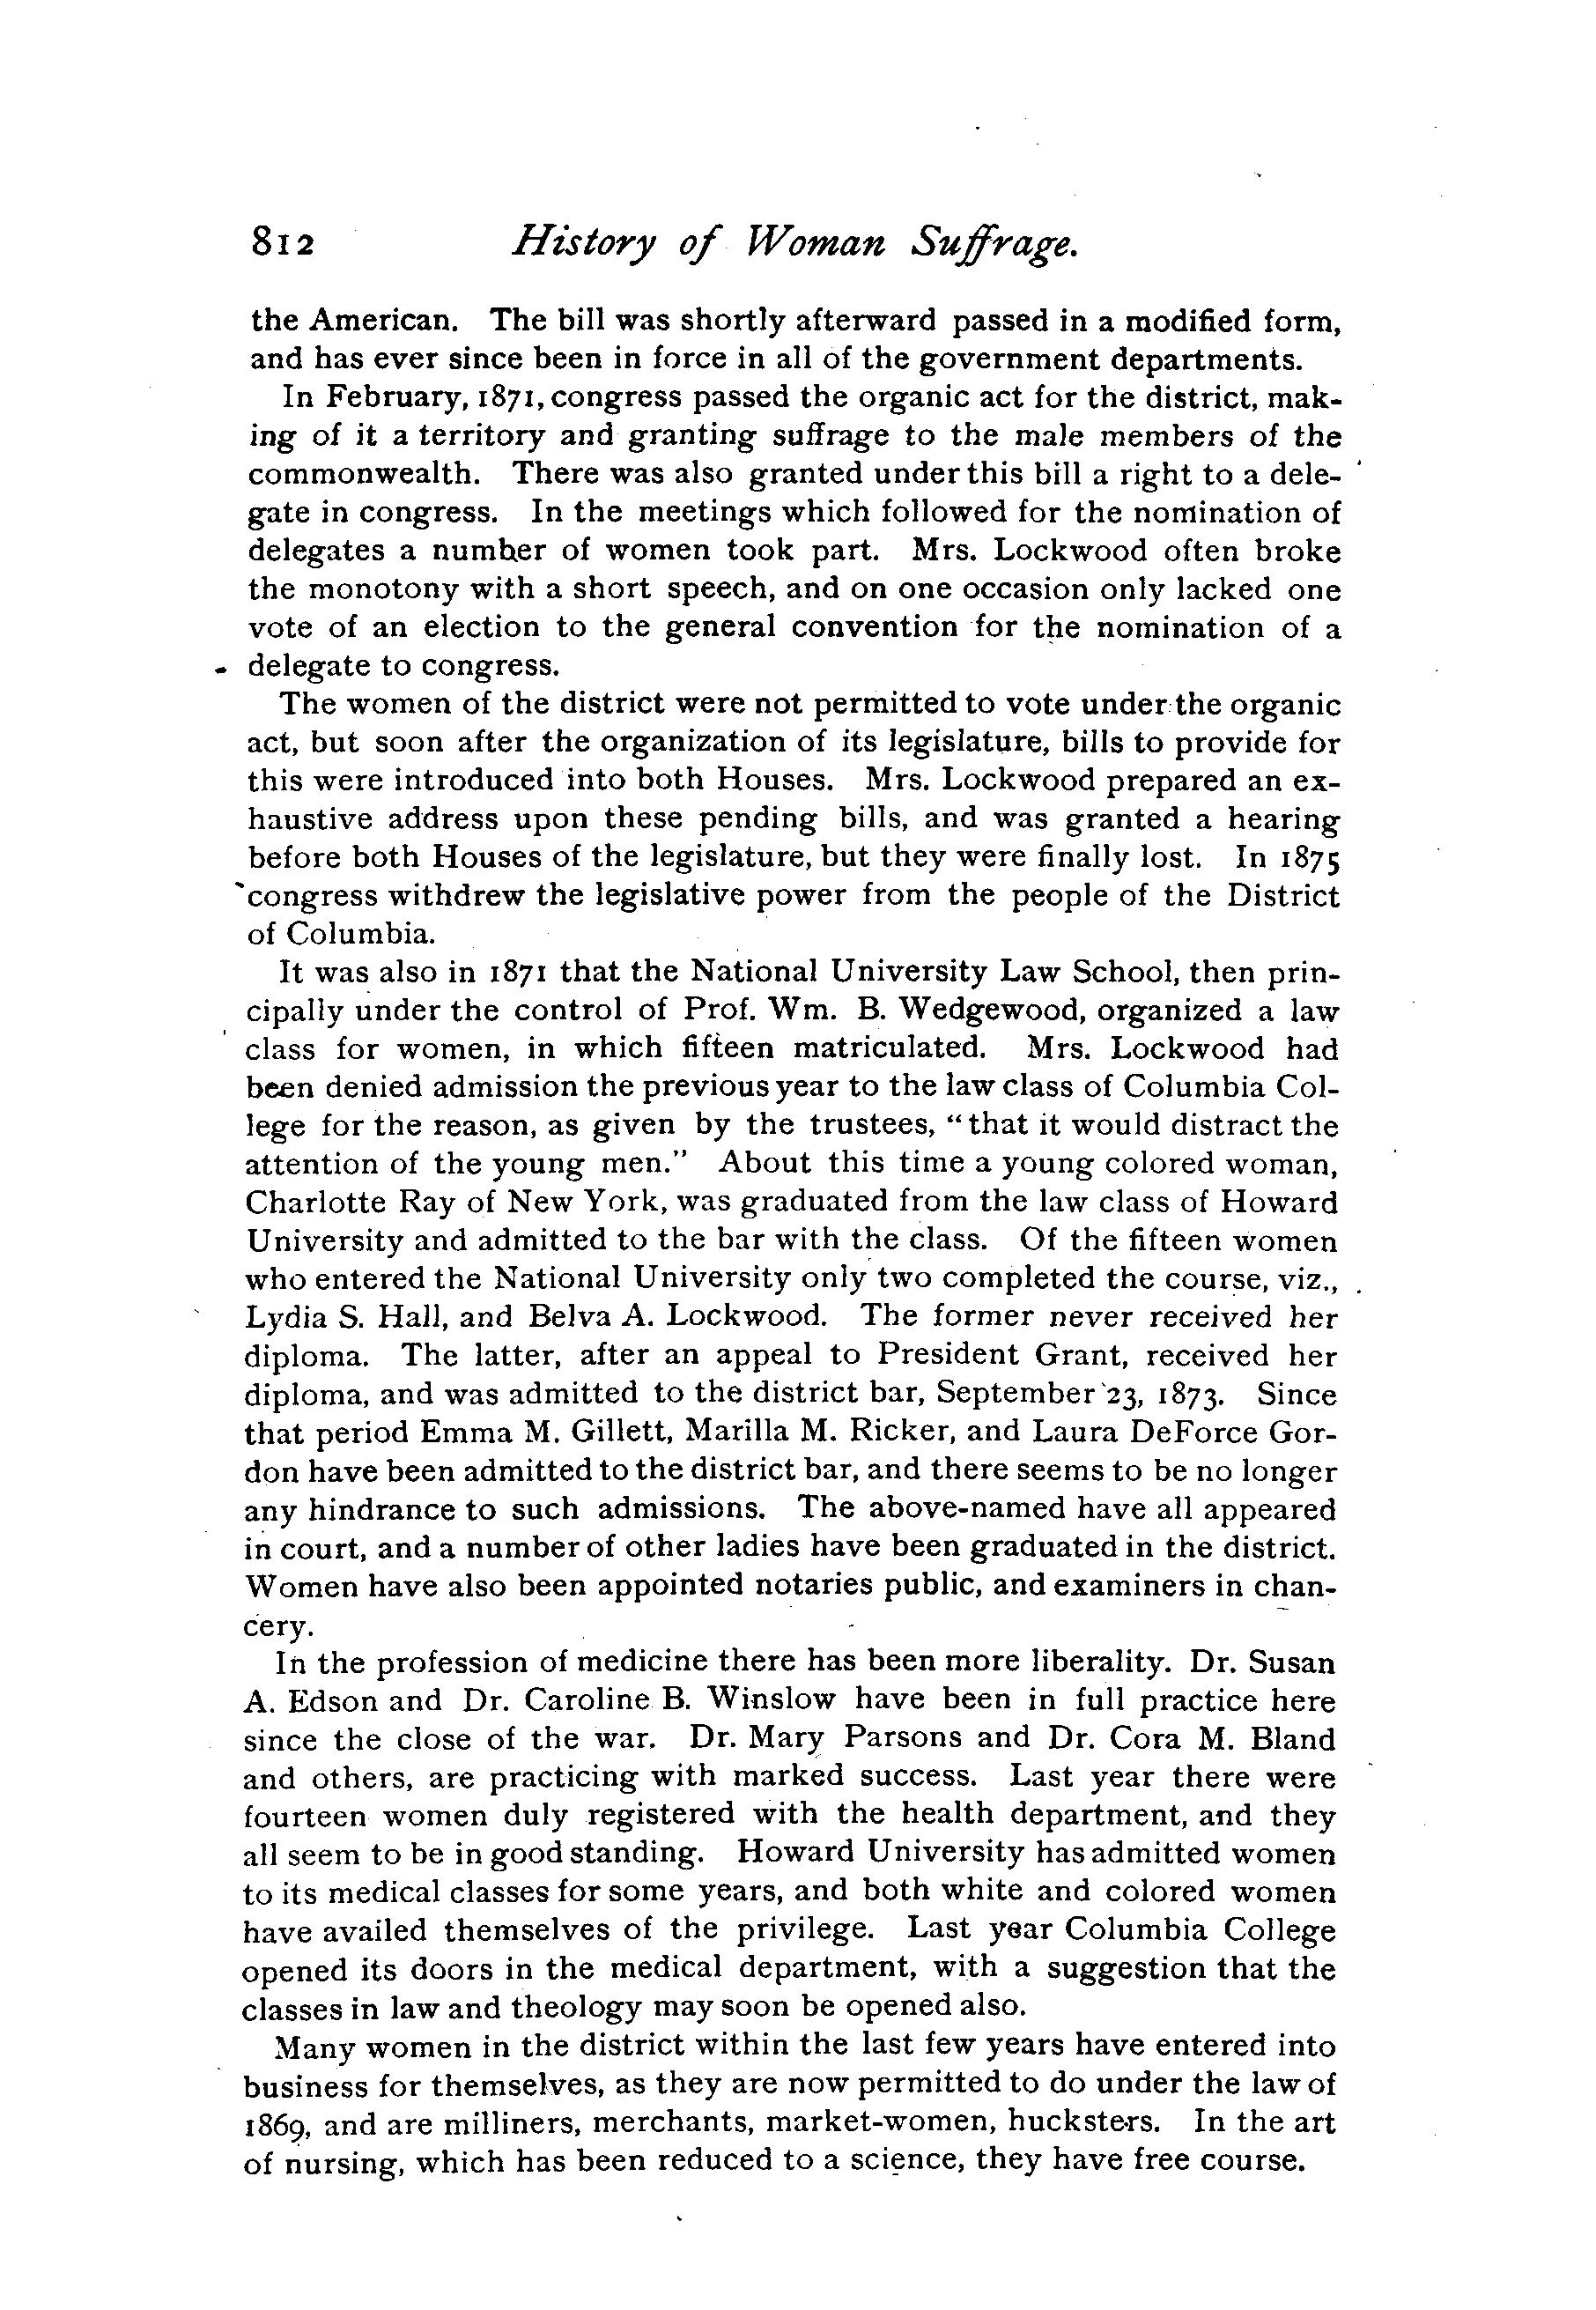 812 History of Woman Suffrage.
the American. The bill was shortly afterward passed in a modified form,
and has ever since been in force in all of the government departments.
In February, 1871, congress passed the organic act for the district, mak-
ing of it a territory and granting suffrage to the male members of the
commonwealth. There was also granted under this bill a right to a dele-
gate in congress. In the meetings which followed for the nomination of
delegates a number of women took part. Mrs. Lockwood often broke
the monotony with a short speech, and on one occasion only lacked one
vote of an election to the general convention for the nomination of a
delegate to congress.
The women of the district were not permitted to vote under the organic
act, but soon after the organization of its legislature, bills to provide for
this were introduced into both Houses. Mrs. Lockwood prepared an ex-
haustive address upon these pending bills, and was granted a hearing
before both Houses of the legislature, but they were finally lost. In 1875
congress withdrew the legislative power from the people of the District
of Columbia.
It was also in 1871 that the National University Law School, then prin-
cipally under the control of Prof. Wm. B. Wedgewood, organized a law
class for women, in which fifteen matriculated. Mrs. Lockwood had
been denied admission the previous year to the law class of Columbia Col-
lege for the reason, as given by the trustees, "that it would distract the
attention of the young men." About this time a young colored woman,
Charlotte Ray of New York, was graduated from the law class of Howard
University and admitted to the bar with the class. Of the fifteen women
who entered the National University only two completed the course, viz.,
Lydia S. Hall, and Belva A. Lockwood. The former never received her
diploma. The latter, after an appeal to President Grant, received her
diploma, and was admitted to the district bar, September 23, 1873. Since
that period Emma M. Gillett, Marilla M. Ricker, and Laura DeForce Gor-
don have been admitted to the district bar, and there seems to be no longer
any hindrance to such admissions. The above-named have all appeared
in court, and a number of other ladies have been graduated in the district.
Women have also been appointed notaries public, and examiners in chan-
cery.
In the profession of medicine there has been more liberality. Dr. Susan
A. Edson and Dr. Caroline B. Winslow have been in full practice here
since the close of the war. Dr. Mary Parsons and Dr. Cora M. Bland
and others, are practicing with marked success. Last year there were
fourteen women duly registered with the health department, and they
all seem to be in good standing. Howard University has admitted women
to its medical classes for some years, and both white and colored women
have availed themselves of the privilege. Last year Columbia College
opened its doors in the medical department, with a suggestion that the
classes in law and theology may soon be opened also.
Many women in the district within the last few years have entered into
business for themselves, as they are now permitted to do under the law of
1869, and are milliners, merchants, market-women, hucksters. In the art
of nursing, which has been reduced to a science, they have free course.